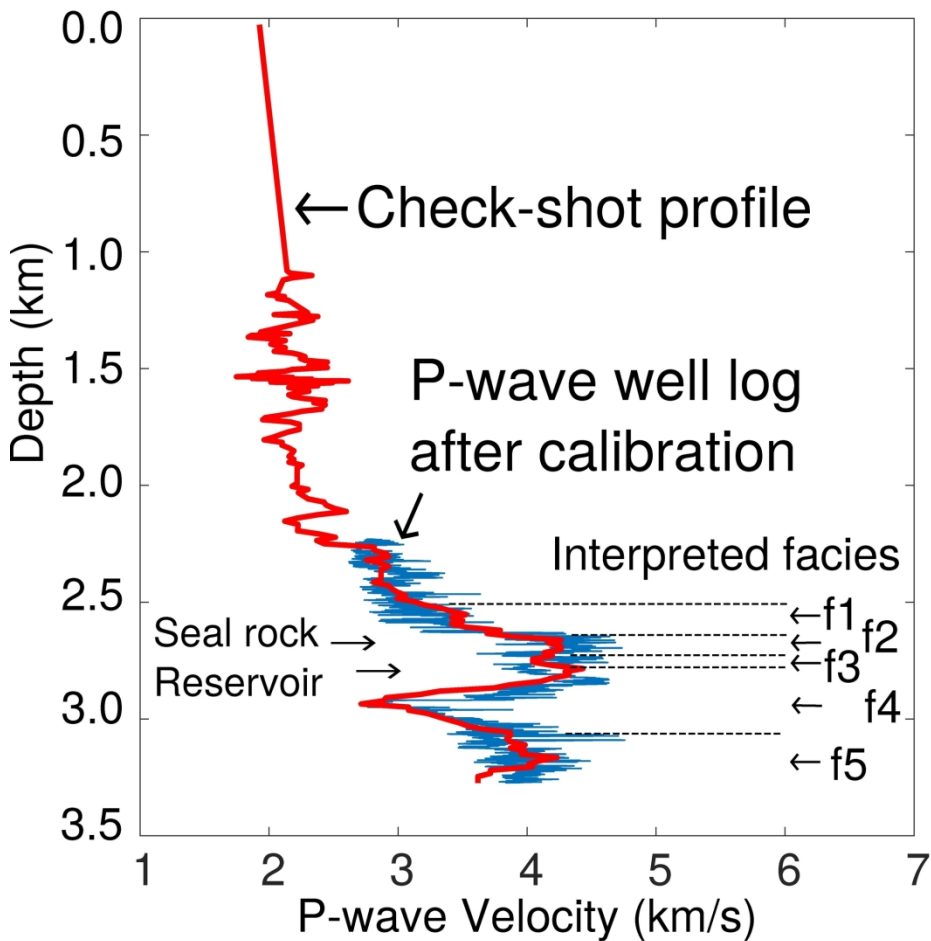 0.0
0.5
← Check-shot profile
1.0
Depth (km)
1.5
P-wave well log
after calibration
2.0
Interpreted facies
2.5
← f1
Seal rock →
← f2
Reservoir →
← f3
3.0
← f4
← f5
3.5
1 2 3 4 5 6 7
P-wave Velocity (km/s)